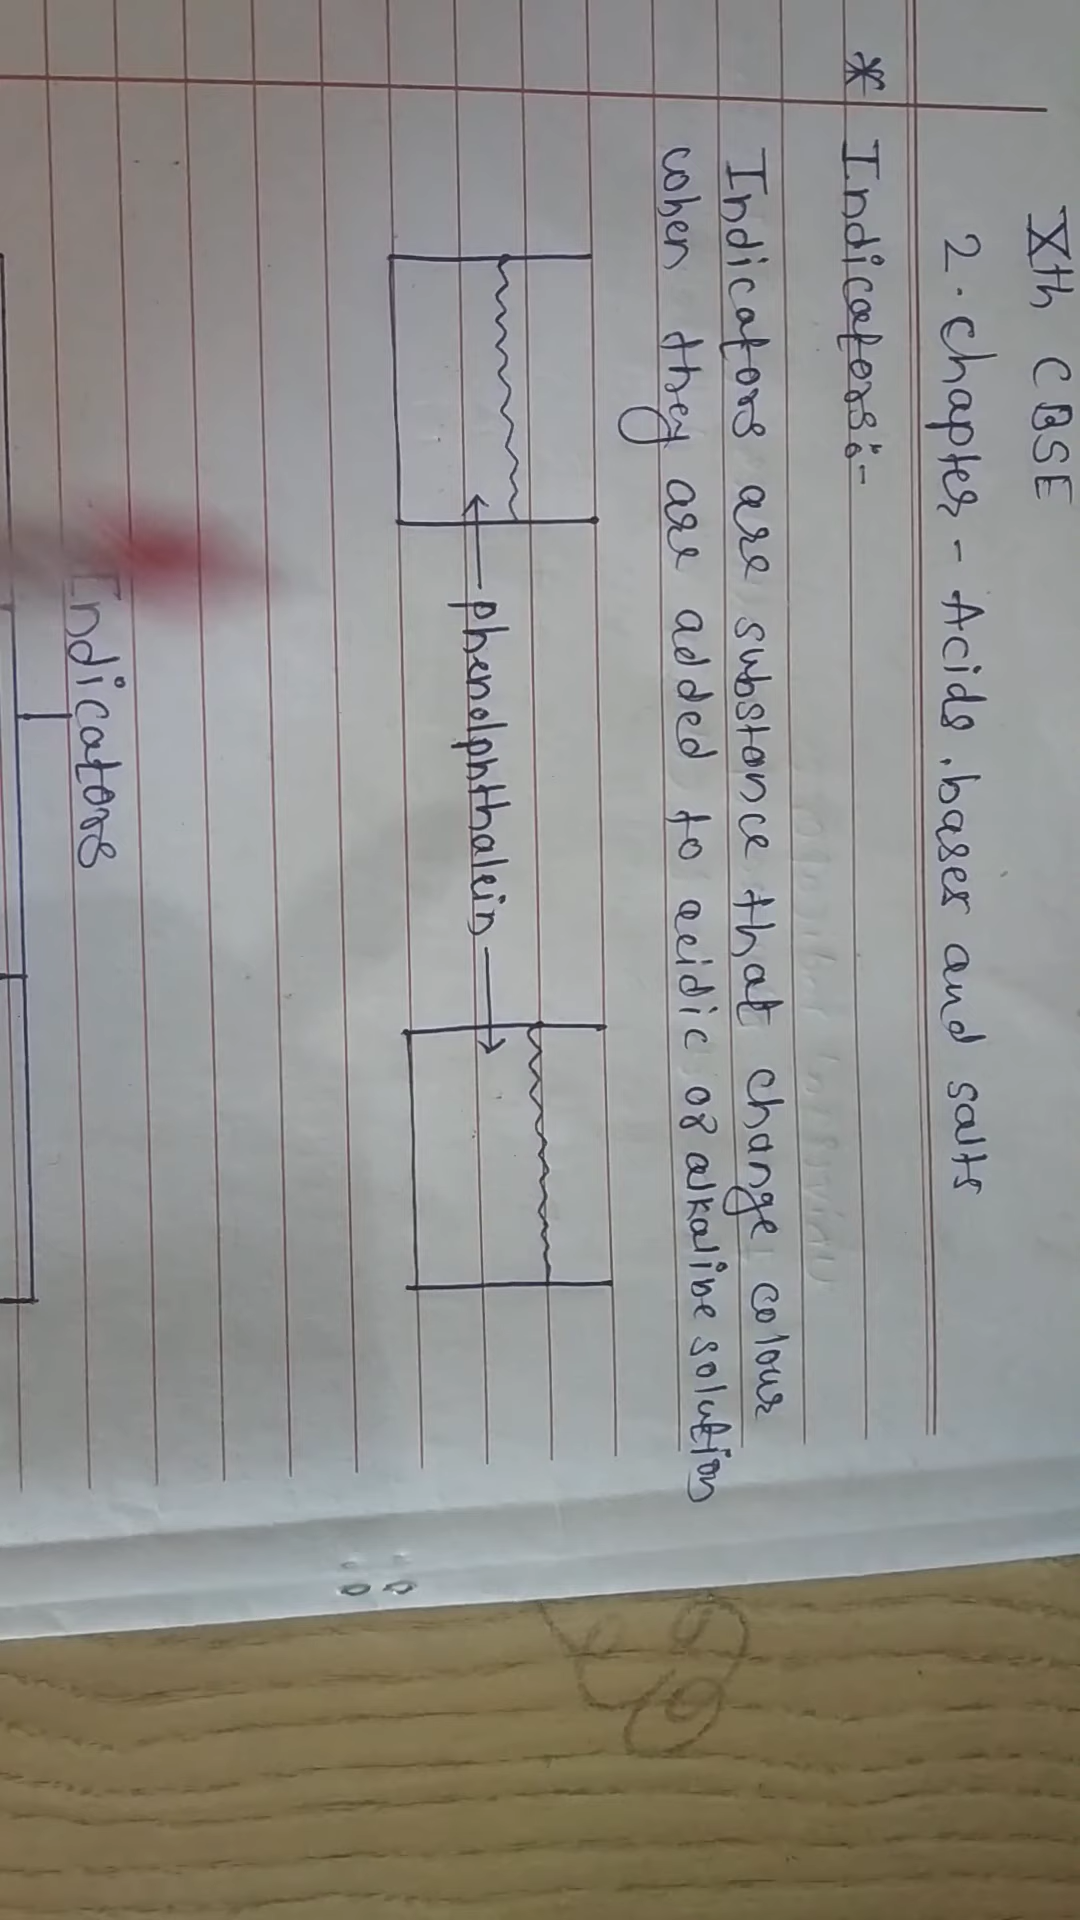 Xth CBSE
2. chapter - Acids, bases and salts
* Indicators:-
Indicators are substance that change colour
when they are added to acidic or alkaline solution
phenolphthalein
Indicators